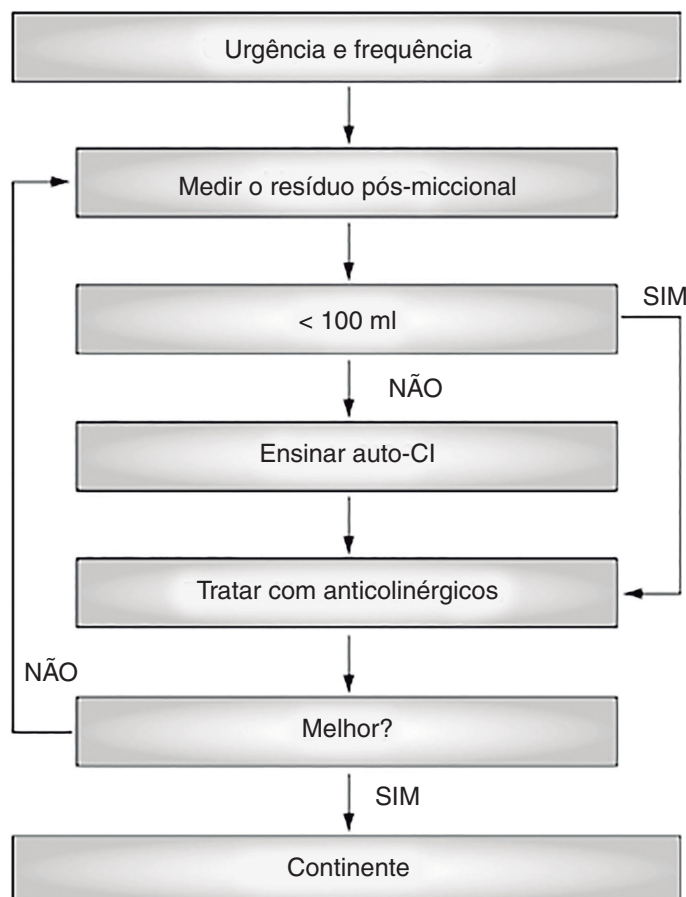 Urgência e frequência
Medir o resíduo pós-miccional
< 100 ml
SIM
NÃO
Ensinar auto-CI
Tratar com anticolinérgicos
NÃO
Melhor?
SIM
Continente